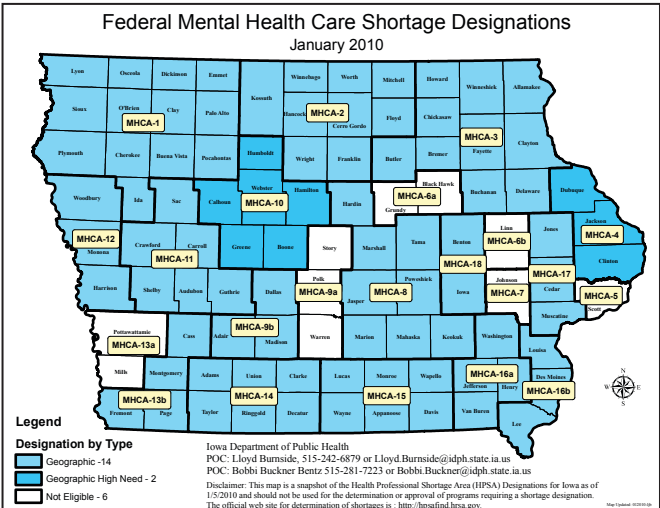 Federal Mental Health Care Shortage Designations
January 2010
Lyon Osceola Dickinson Emmet Kossuth Winnebago Worth Mitchell Howard Winneshiek Allamakee
Sioux O'Brien Clay Palo Alto Hancock Cerro Gordo Floyd Chickasaw Fayette Clayton
MHCA-1 MHCA-2 MHCA-3
Plymouth Cherokee Buena Vista Pocahontas Humboldt Wright Franklin Butler Bremer
Woodbury Ida Sac Calhoun Webster Hamilton Hardin Grundy Black Hawk Buchanan Delaware Dubuque
MHCA-10 MHCA-6a
Monona Crawford Carroll Greene Boone Story Marshall Tama Benton Linn Jones Jackson Clinton
MHCA-12 MHCA-11 MHCA-18 MHCA-6b MHCA-4
Harrison Shelby Audubon Guthrie Dallas Polk Jasper Poweshiek Iowa Johnson Cedar Scott
MHCA-9a MHCA-8 MHCA-7 MHCA-17 MHCA-5
Pottawattamie Cass Adair Madison Warren Marion Mahaska Keokuk Washington Muscatine Louisa
MHCA-13a MHCA-9b
Mills Montgomery Adams Union Clarke Lucas Monroe Wapello Jefferson Henry Des Moines
MHCA-13b MHCA-14 MHCA-15 MHCA-16a MHCA-16b
Fremont Page Taylor Ringgold Decatur Wayne Appanoose Davis Van Buren Lee
N
W E
S
Legend
Designation by Type
Geographic -14
Geographic High Need - 2
Not Eligible - 6
Iowa Department of Public Health
POC: Lloyd Burnside, 515-242-6879 or Lloyd.Burnside@idph.state.ia.us
POC: Bobbi Buckner Bentz 515-281-7223 or Bobbi.Buckner@idph.state.ia.us
Disclaimer: This map is a snapshot of the Health Professional Shortage Area (HPSA) Designations for Iowa as of
1/5/2010 and should not be used for the determination or approval of programs requiring a shortage designation.
The official web site for determination of shortages is : http://hpsafind.hrsa.gov.
Map Updated: